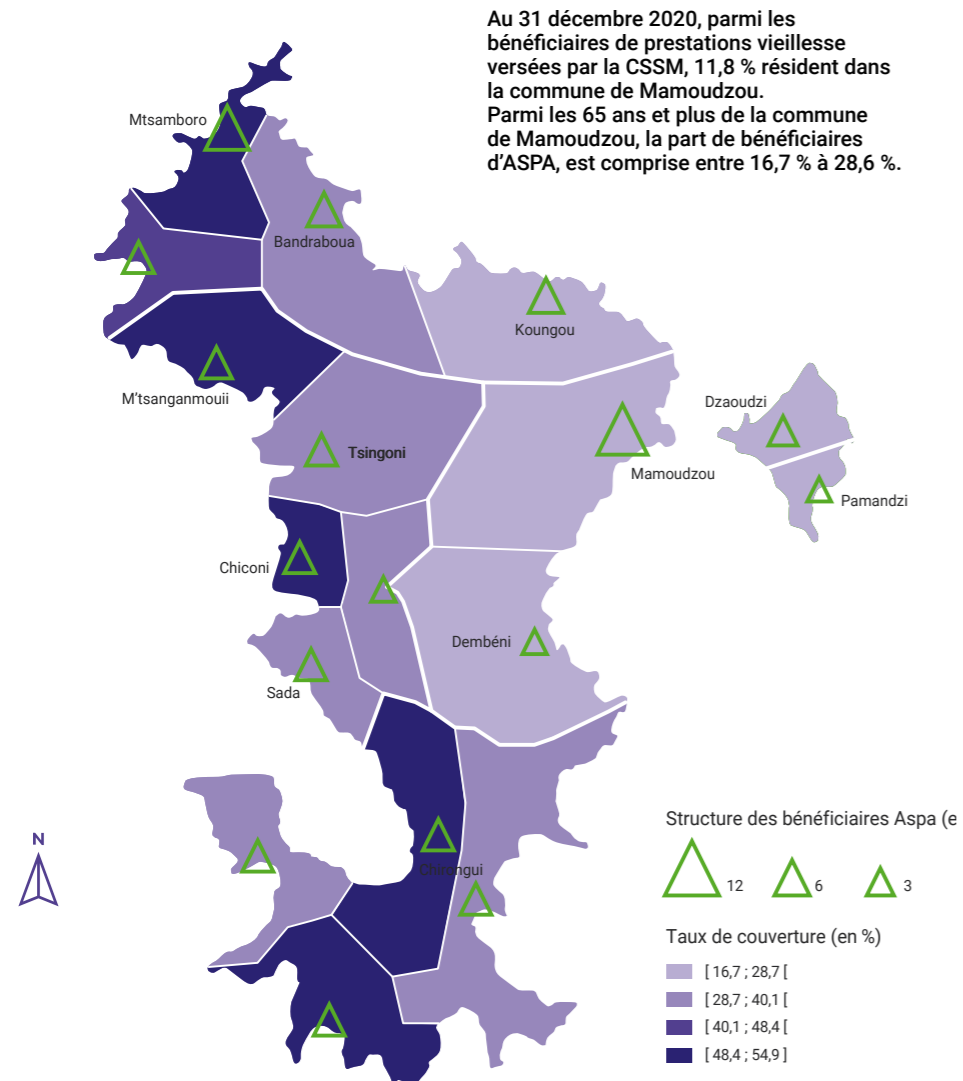 Au 31 décembre 2020, parmi les
bénéficiaires de prestations vieillesse
versées par la CSSM, 11,8 % résident dans
la commune de Mamoudzou.
Parmi les 65 ans et plus de la commune
de Mamoudzou, la part de bénéficiaires
d’ASPA, est comprise entre 16,7 % à 28,6 %.
Mtsamboro
Bandraboua
Koungou
M'tsanganmouii
Dzaoudzi
Tsingoni
Mamoudzou
Pamandzi
Chiconi
Dembéni
Sada
Chirongui
N
Structure des bénéficiaires Aspa (e
12 6 3
Taux de couverture (en %)
[ 16,7 ; 28,7 [
[ 28,7 ; 40,1 [
[ 40,1 ; 48,4 [
[ 48,4 ; 54,9 ]